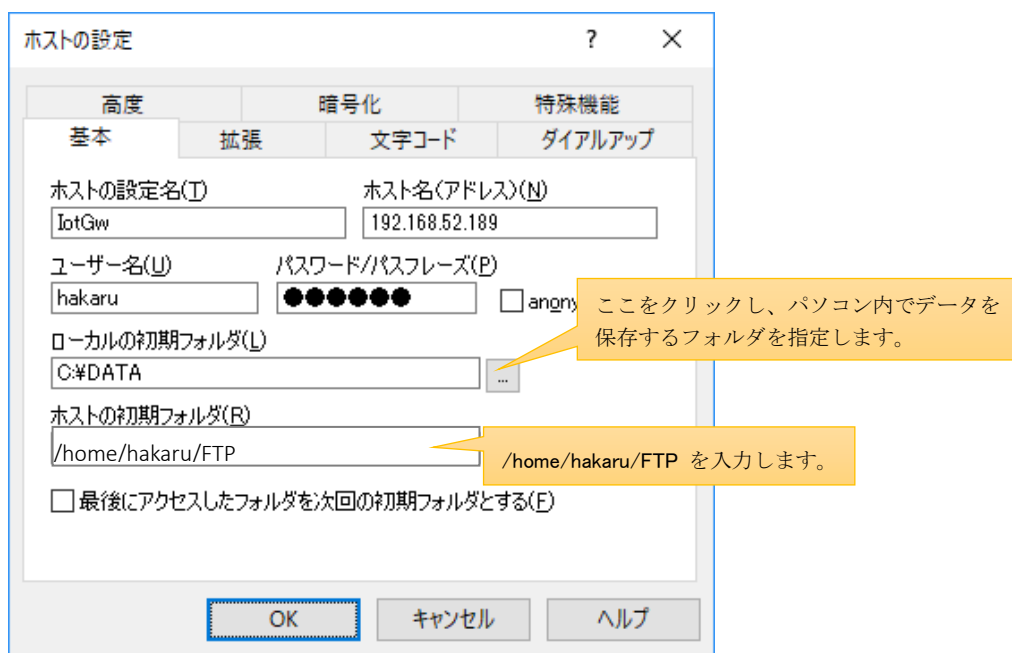 ホストの設定
? ×
高度 暗号化 特殊機能
基本 拡張 文字コード ダイアルアップ
ホストの設定名(T) ホスト名(アドレス)(N)
IotGw 192.168.52.189
ユーザー名(U) パスワード/パスフレーズ(P)
hakaru ●●●●●● anony
ここをクリックし、パソコン内でデータを
保存するフォルダを指定します。
ローカルの初期フォルダ(L)
C:¥DATA ...
ホストの初期フォルダ(R)
/home/hakaru/FTP
/home/hakaru/FTP を入力します。
最後にアクセスしたフォルダを次回の初期フォルダとする(F)
OK キャンセル ヘルプ